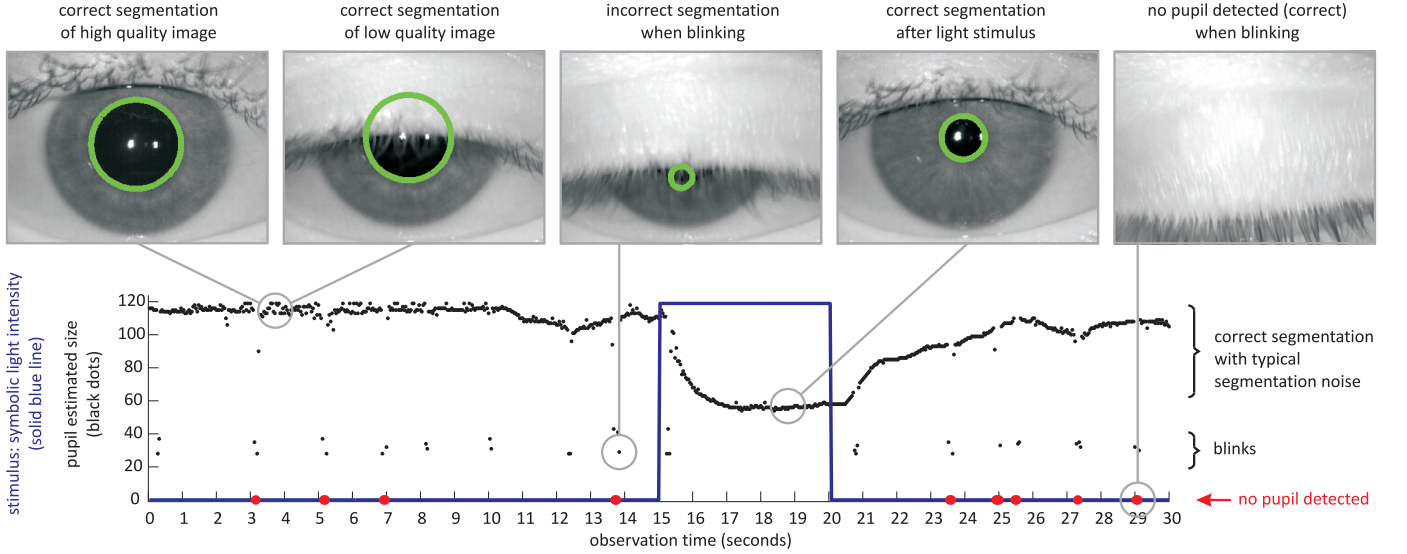 correct segmentation
of high quality image
correct segmentation
of low quality image
incorrect segmentation
when blinking
correct segmentation
after light stimulus
no pupil detected (correct)
when blinking
stimulus: symbolic light intensity
(solid blue line)
pupil estimated size
(black dots)
120
100
80
60
40
20
0
correct segmentation
with typical
segmentation noise
blinks
no pupil detected
0 1 2 3 4 5 6 7 8 9 10 11 12 13 14 15 16 17 18 19 20 21 22 23 24 25 26 27 28 29 30
observation time (seconds)